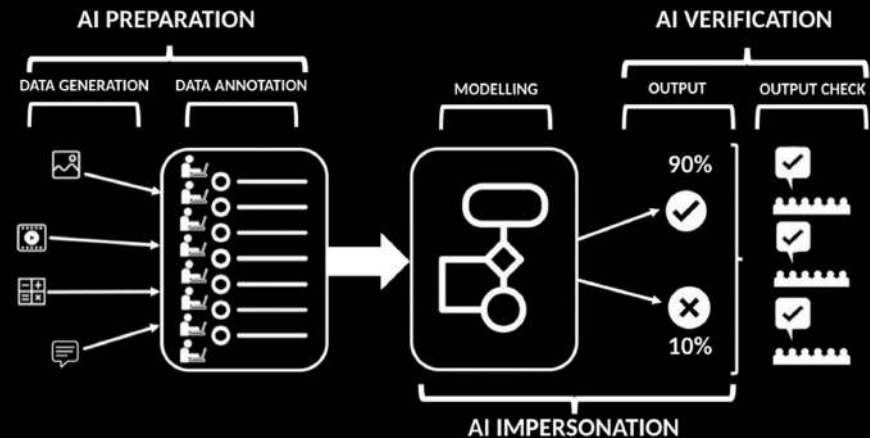 AI PREPARATION
AI VERIFICATION
DATA GENERATION
DATA ANNOTATION
MODELLING
OUTPUT
OUTPUT CHECK
90%
10%
AI IMPERSONATION